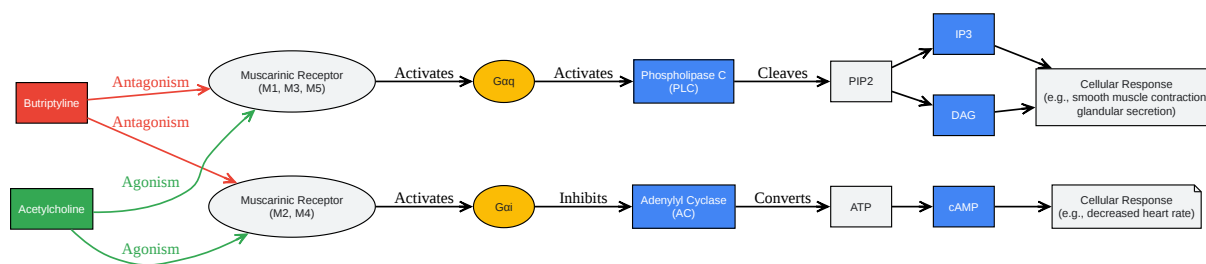 Butriptyline
Antagonism
Antagonism
Muscarinic Receptor
(M1, M3, M5)
Activates
Gαq
Activates
Phospholipase C
(PLC)
Cleaves
PIP2
IP3
DAG
Cellular Response
(e.g., smooth muscle contraction
glandular secretion)
Acetylcholine
Agonism
Agonism
Muscarinic Receptor
(M2, M4)
Activates
Gαi
Inhibits
Adenylyl Cyclase
(AC)
Converts
ATP
cAMP
Cellular Response
(e.g., decreased heart rate)